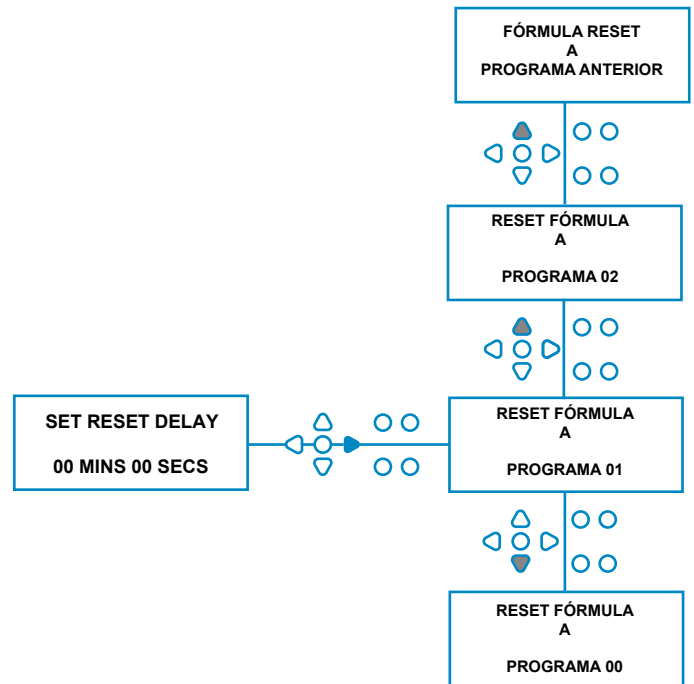 FÓRMULA RESET
A
PROGRAMA ANTERIOR
RESET FÓRMULA
A
PROGRAMA 02
SET RESET DELAY
00 MINS 00 SECS
RESET FÓRMULA
A
PROGRAMA 01
RESET FÓRMULA
A
PROGRAMA 00